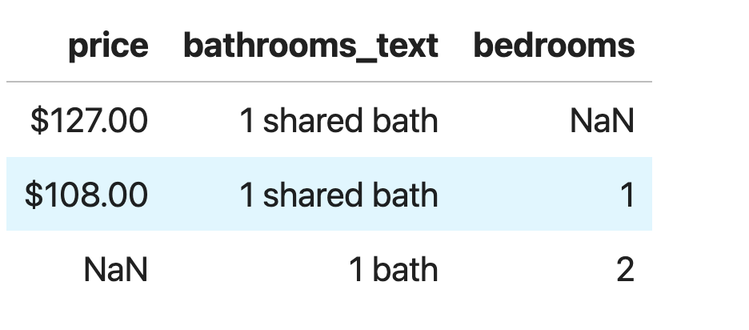 price bathrooms_text bedrooms
$127.00 1 shared bath NaN
$108.00 1 shared bath 1
NaN 1 bath 2